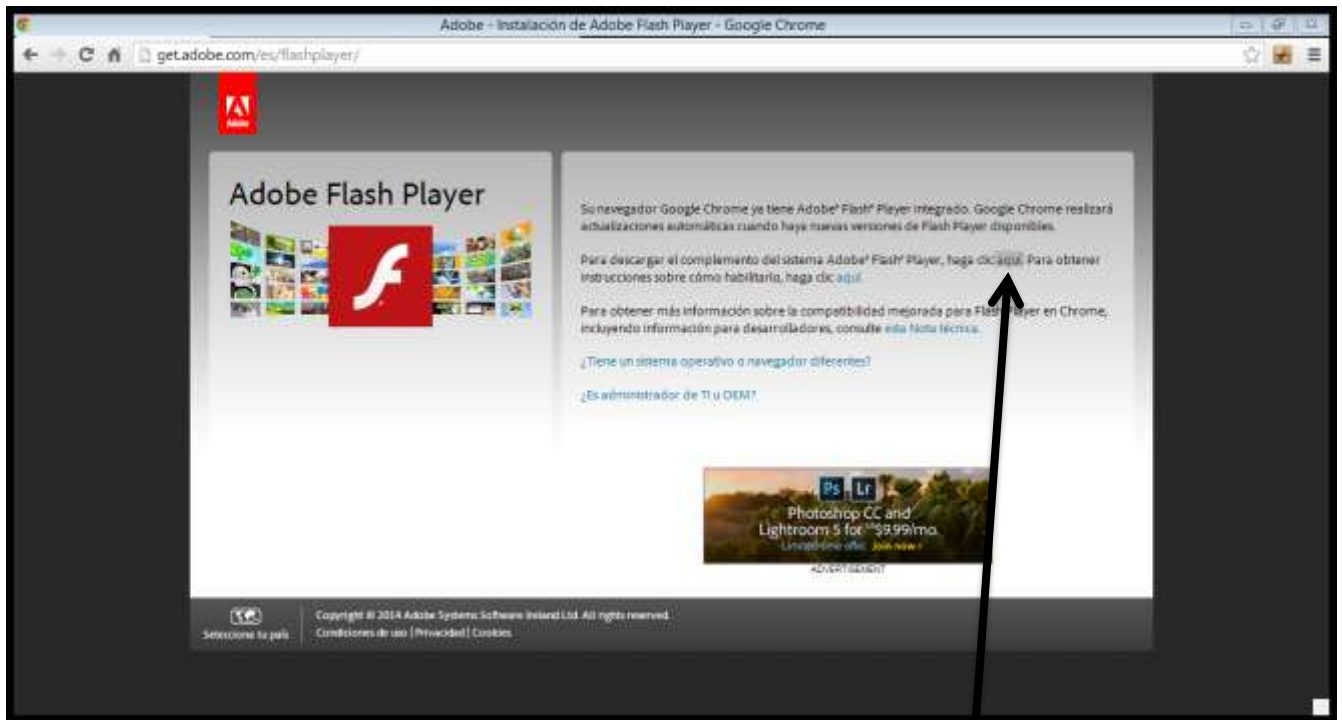 Adobe - Instalación de Adobe Flash Player - Google Chrome
get.adobe.com/es/flashplayer/
Adobe
Adobe Flash Player
Su navegador Google Chrome ya tiene Adobe® Flash® Player integrado. Google Chrome realizará
actualizaciones automáticas cuando haya nuevas versiones de Flash Player disponibles.
Para descargar el complemento del sistema Adobe® Flash® Player, haga clic aquí. Para obtener
instrucciones sobre cómo habilitarlo, haga clic aquí.
Para obtener más información sobre la compatibilidad mejorada para Flash Player en Chrome,
incluyendo información para desarrolladores, consulte esta Nota técnica.
¿Tiene un sistema operativo o navegador diferentes?
¿Es administrador de TI u OEM?
Ps Lr
Photoshop CC and
Lightroom 5 for US$9.99/mo.
Limited-time offer. Join now ›
ADVERTISEMENT
Selecciona tu país
Copyright © 2014 Adobe Systems Software Ireland Ltd. All rights reserved.
Condiciones de uso | Privacidad | Cookies